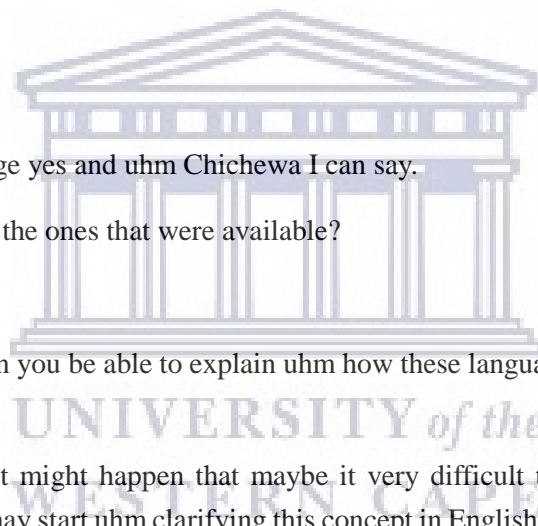 ge yes and uhm Chichewa I can say.
the ones that were available?
n you be able to explain uhm how these langua
UNIVERSITY of the
t might happen that maybe it very difficult t
WESTERN CAPE
nay start uhm clarifying this concept in English